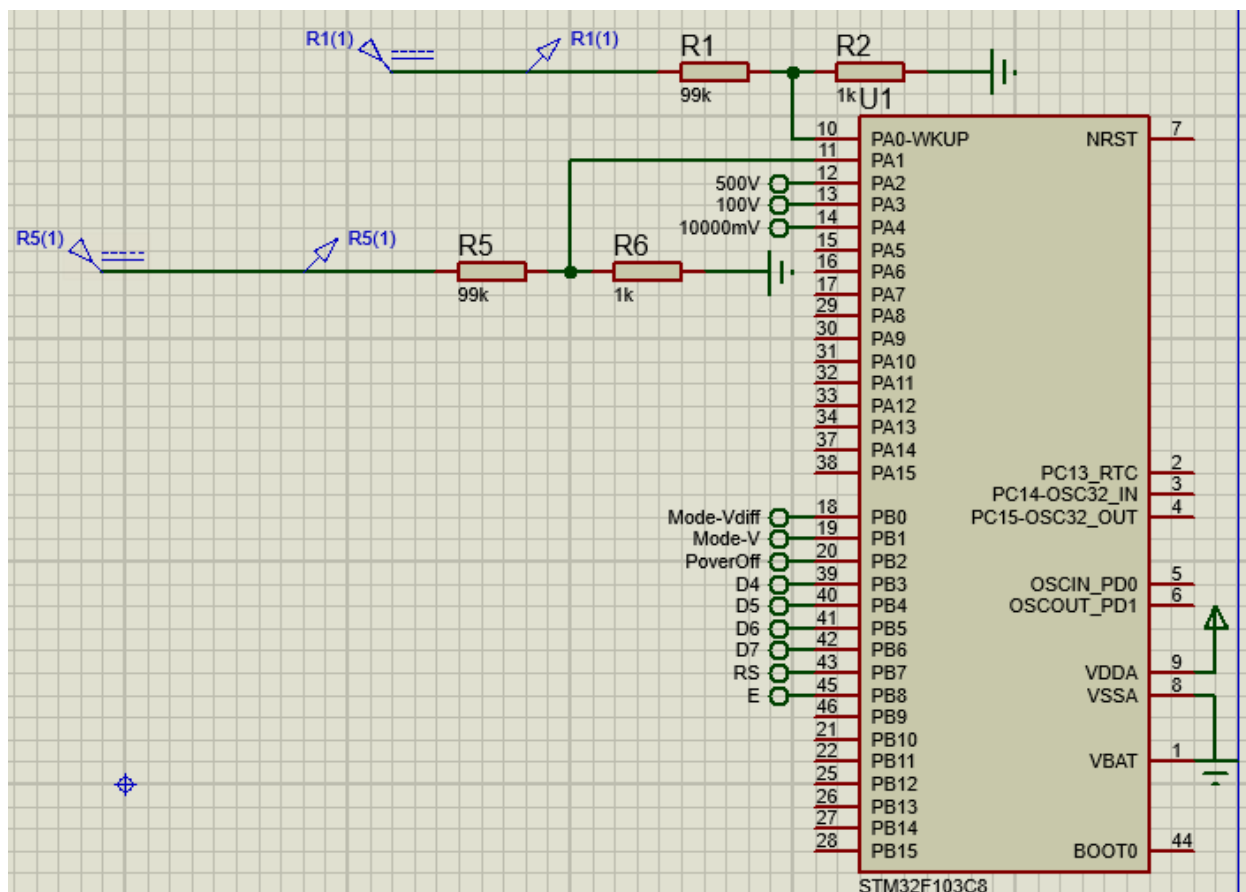 R1(1)
R1(1)
R1
R2
99k
1k
U1
10
PA0-WKUP
NRST
7
11
PA1
500V
12
PA2
100V
13
PA3
10000mV
14
PA4
15
PA5
R5(1)
R5(1)
R5
R6
99k
1k
16
PA6
17
PA7
29
PA8
30
PA9
31
PA10
32
PA11
33
PA12
34
PA13
37
PA14
38
PA15
PC13_RTC
2
PC14-OSC32_IN
3
PC15-OSC32_OUT
4
Mode-Vdiff
18
PB0
Mode-V
19
PB1
PoverOff
20
PB2
D4
39
PB3
OSCIN_PD0
5
D5
40
PB4
OSCOUT_PD1
6
D6
41
PB5
D7
42
PB6
RS
43
PB7
VDDA
9
E
45
PB8
VSSA
8
46
PB9
21
PB10
22
PB11
VBAT
1
25
PB12
26
PB13
27
PB14
28
PB15
BOOT0
44
STM32F103C8